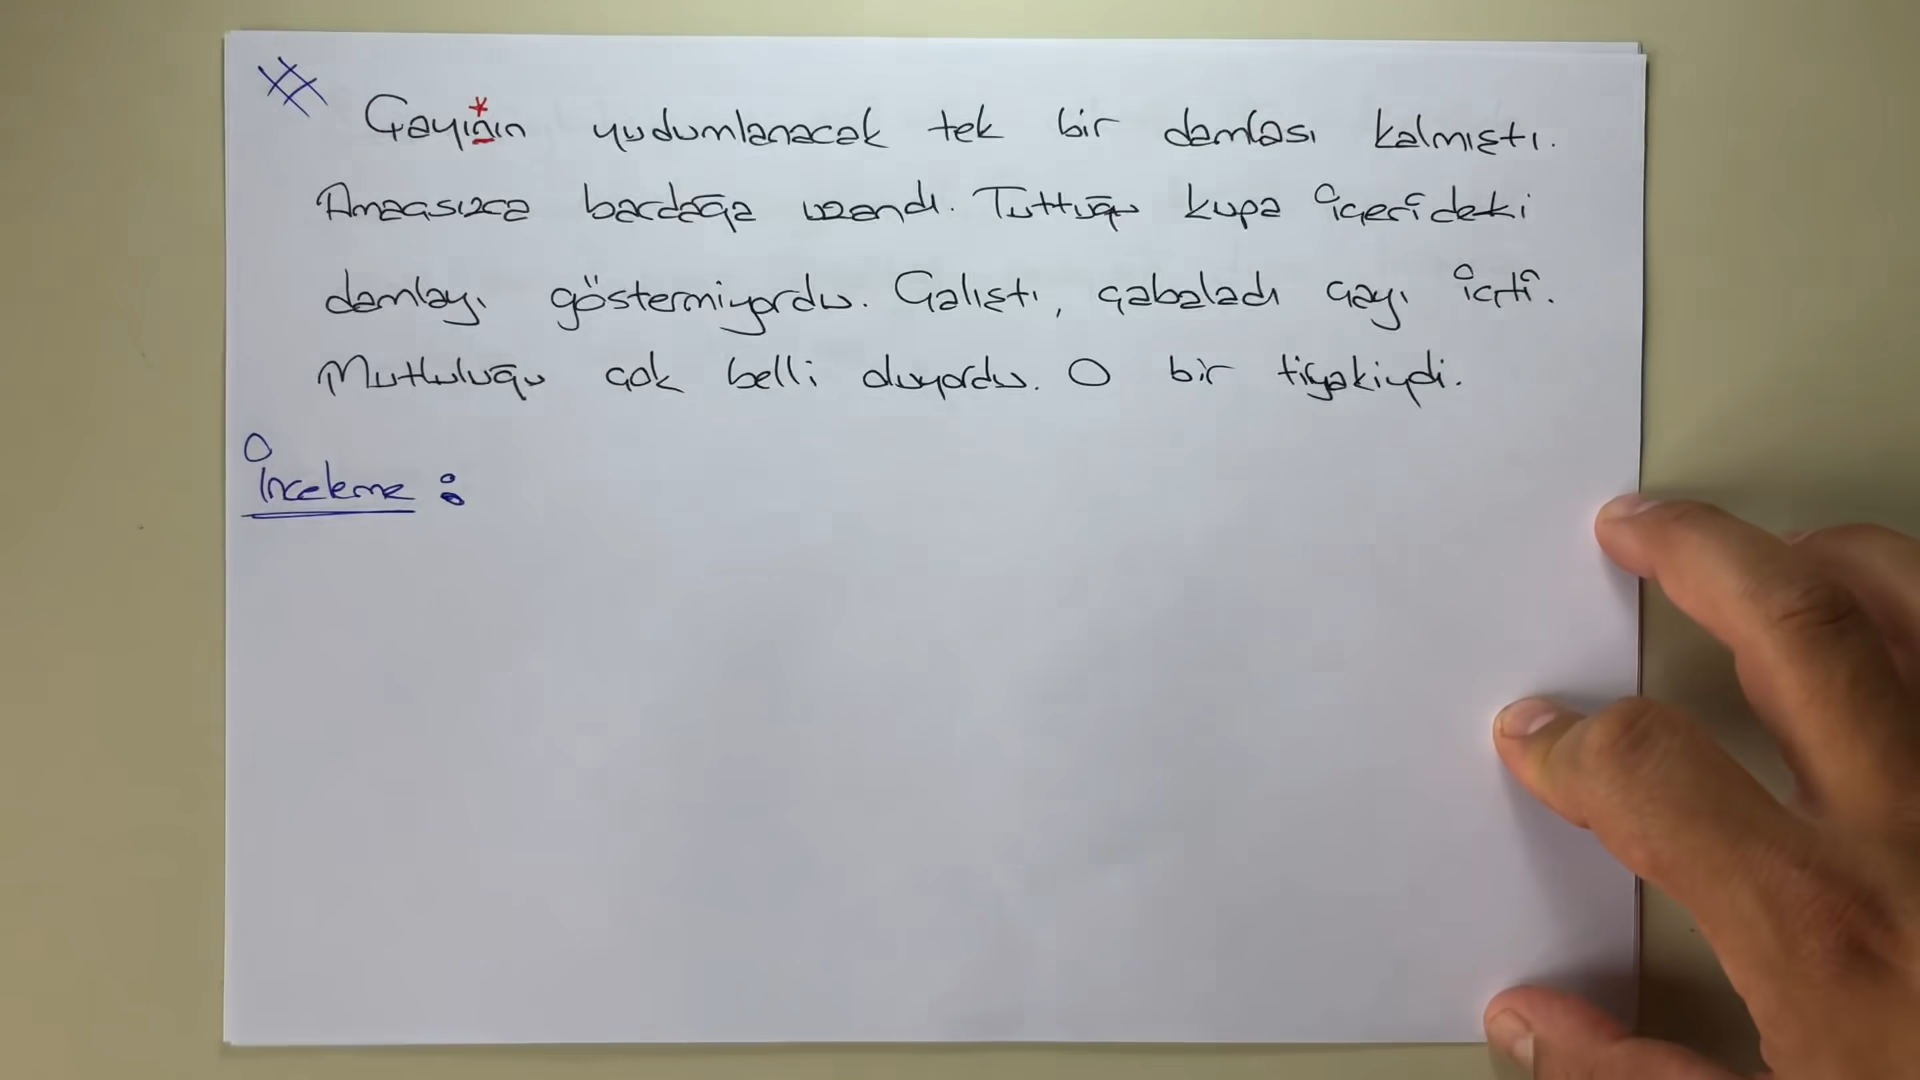 Çayının yudumlanacak tek bir damlası kalmıştı.
Amaçsızca bardağa uzandı. Tuttuğu kupa içerideki
damlayı göstermiyordu. Çalıştı, çabaladı çayı içti.
Mutluluğu çok belli oluyordu. O bir tiryakiydi.
İnceleme :